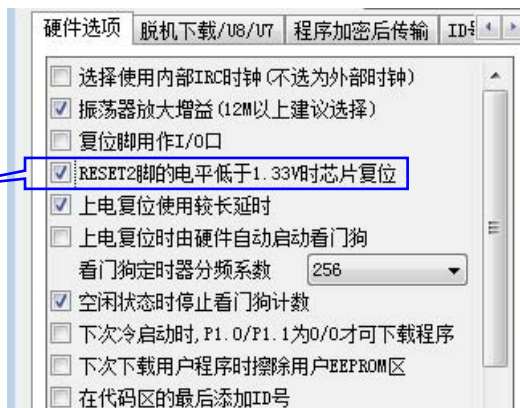 硬件选项 脱机下载/U8/U7 程序加密后传输 ID
选择使用内部IRC时钟(不选为外部时钟)
振荡器放大增益(12M以上建议选择)
复位脚用作I/O口
RESET2脚的电平低于1.33V时芯片复位
上电复位使用较长延时
上电复位时由硬件自动启动看门狗
看门狗定时器分频系数 256
空闲状态时停止看门狗计数
下次冷启动时,P1.0/P1.1为0/0才可下载程序
下次下载用户程序时擦除用户EEPROM区
在代码区的最后添加ID号